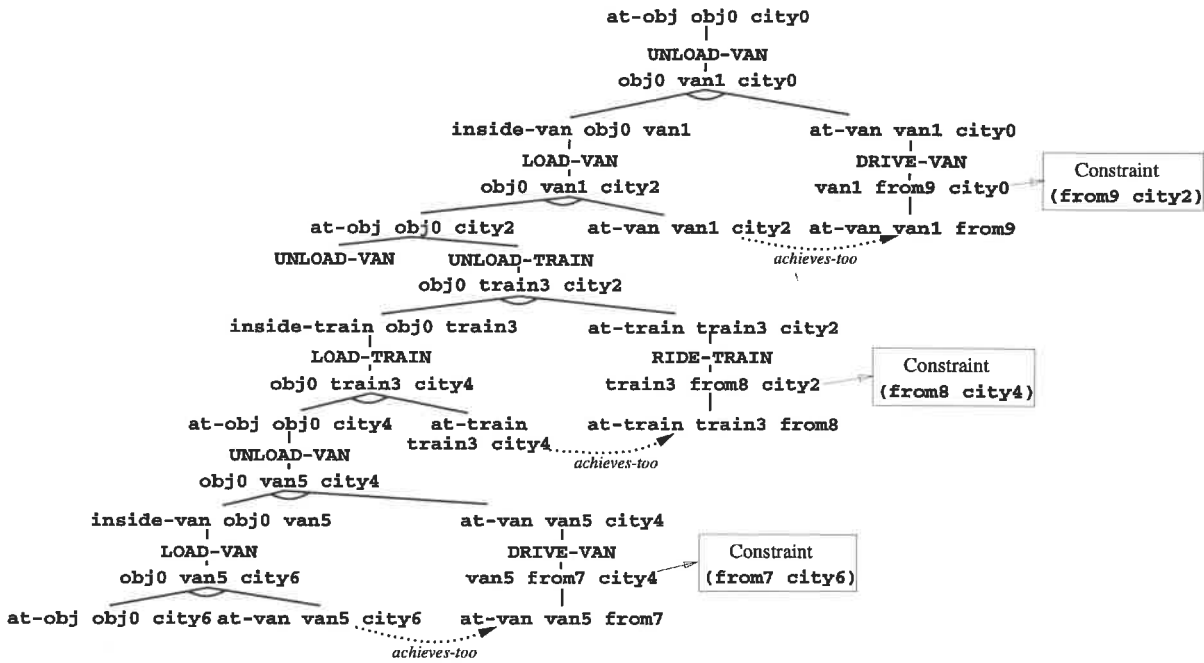 at-obj obj0 city0
UNLOAD-VAN
obj0 van1 city0
inside-van obj0 van1
at-van van1 city0
LOAD-VAN
DRIVE-VAN
obj0 van1 city2
van1 from9 city0
Constraint
(from9 city2)
at-obj obj0 city2
at-van van1 city2
at-van van1 from9
achieves-too
UNLOAD-VAN
UNLOAD-TRAIN
obj0 train3 city2
inside-train obj0 train3
at-train train3 city2
LOAD-TRAIN
RIDE-TRAIN
obj0 train3 city4
train3 from8 city2
Constraint
(from8 city4)
at-obj obj0 city4
at-train
train3 city4
at-train train3 from8
achieves-too
UNLOAD-VAN
obj0 van5 city4
inside-van obj0 van5
at-van van5 city4
LOAD-VAN
DRIVE-VAN
obj0 van5 city6
van5 from7 city4
Constraint
(from7 city6)
at-obj obj0 city6
at-van van5 city6
at-van van5 from7
achieves-too